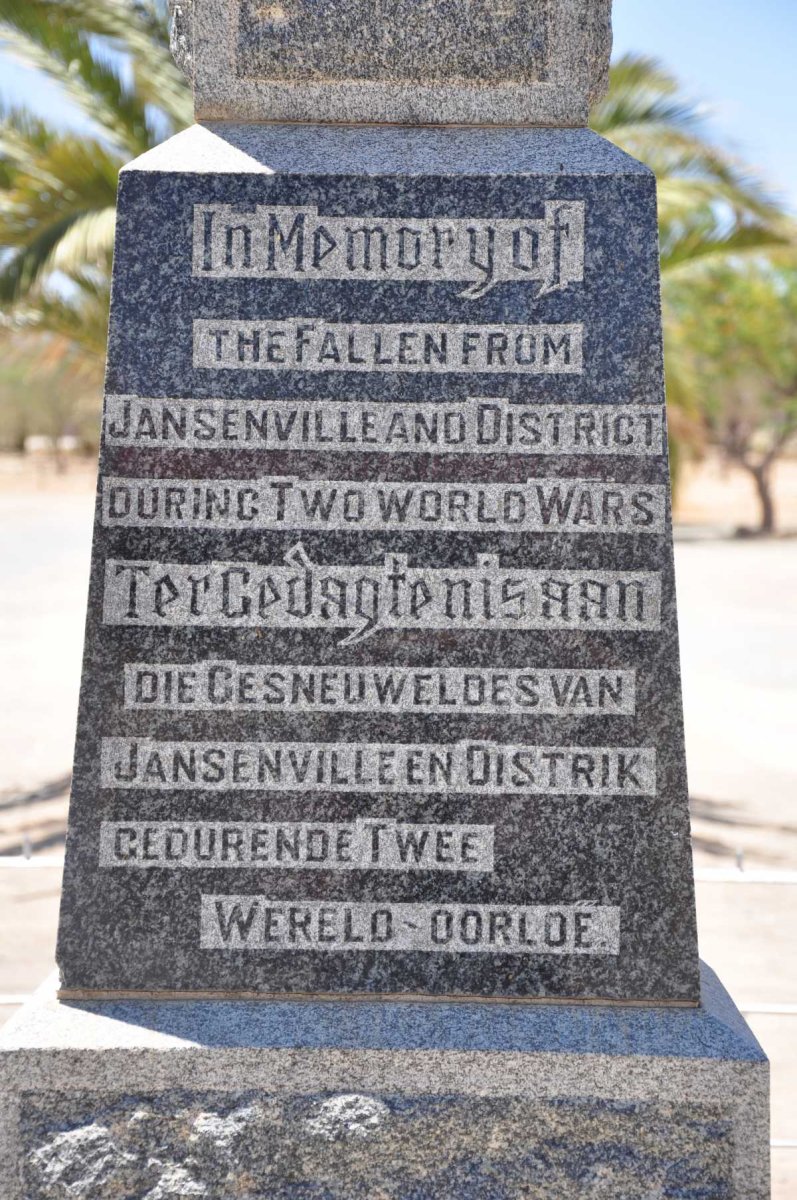 In Memory of
THE FALLEN FROM
JANSENVILLE AND DISTRICT
DURING TWO WORLD WARS
Ter Gedagtenis aan
DIE GESNEUWELDES VAN
JANSENVILLE EN DISTRIK
GEDURENDE TWEE
WERELD-OORLOË.